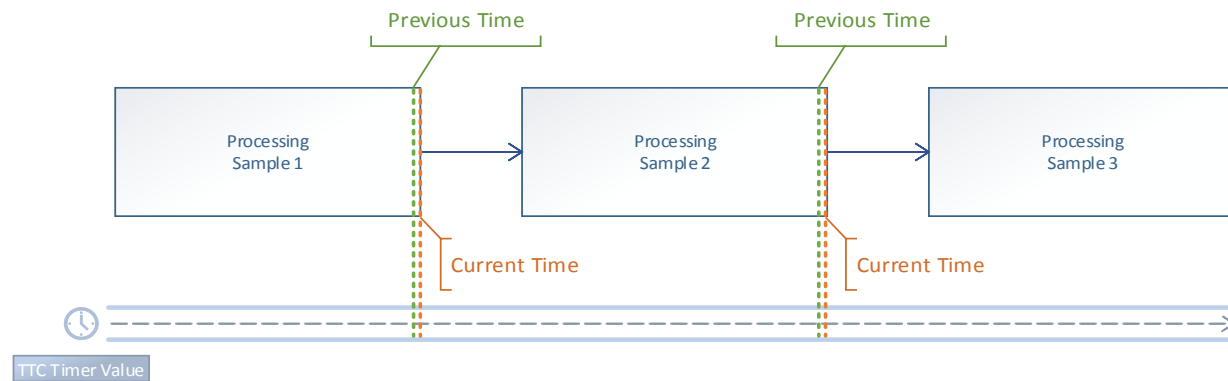 Previous Time
Previous Time
Processing
Sample 1
Processing
Sample 2
Processing
Sample 3
Current Time
Current Time
TTC Timer Value